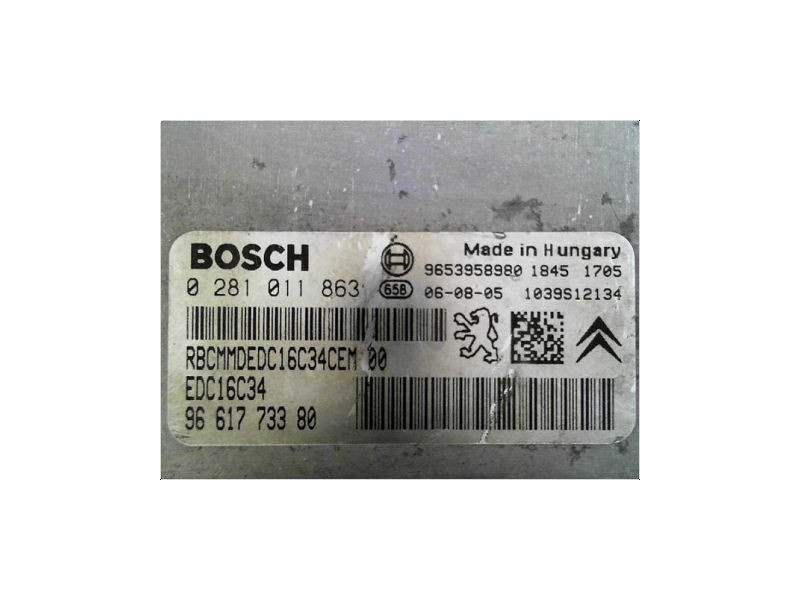 BOSCH
Made in Hungary
9653958980 1845 1705
0 281 011 863
658
06-08-05 1039S12134
RBCMMDEDC16C34CEM 00
EDC16C34
96 617 733 80